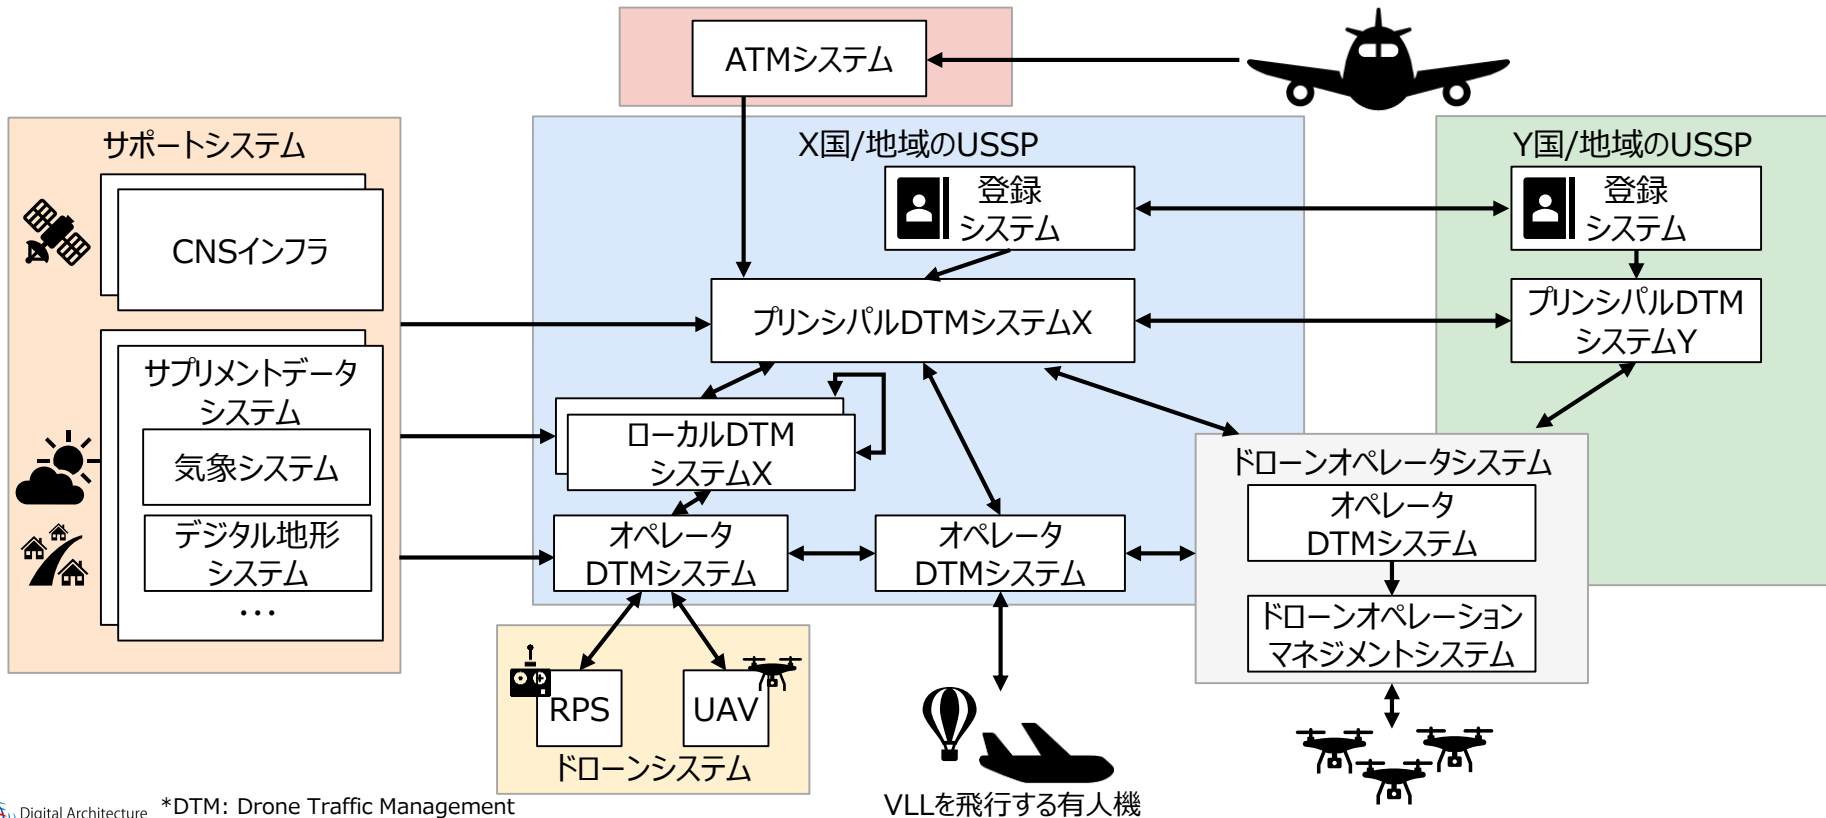 ATMシステム
サポートシステム
CNSインフラ
サプリメントデータ
システム
気象システム
デジタル地形
システム
…
X国/地域のUSSP
登録
システム
プリンシパルDTMシステムX
ローカルDTM
システムX
オペレータ
DTMシステム
オペレータ
DTMシステム
Y国/地域のUSSP
登録
システム
プリンシパルDTM
システムY
ドローンオペレータシステム
オペレータ
DTMシステム
ドローンオペレーション
マネジメントシステム
RPS
UAV
ドローンシステム
VLLを飛行する有人機
Digital Architecture
*DTM: Drone Traffic Management